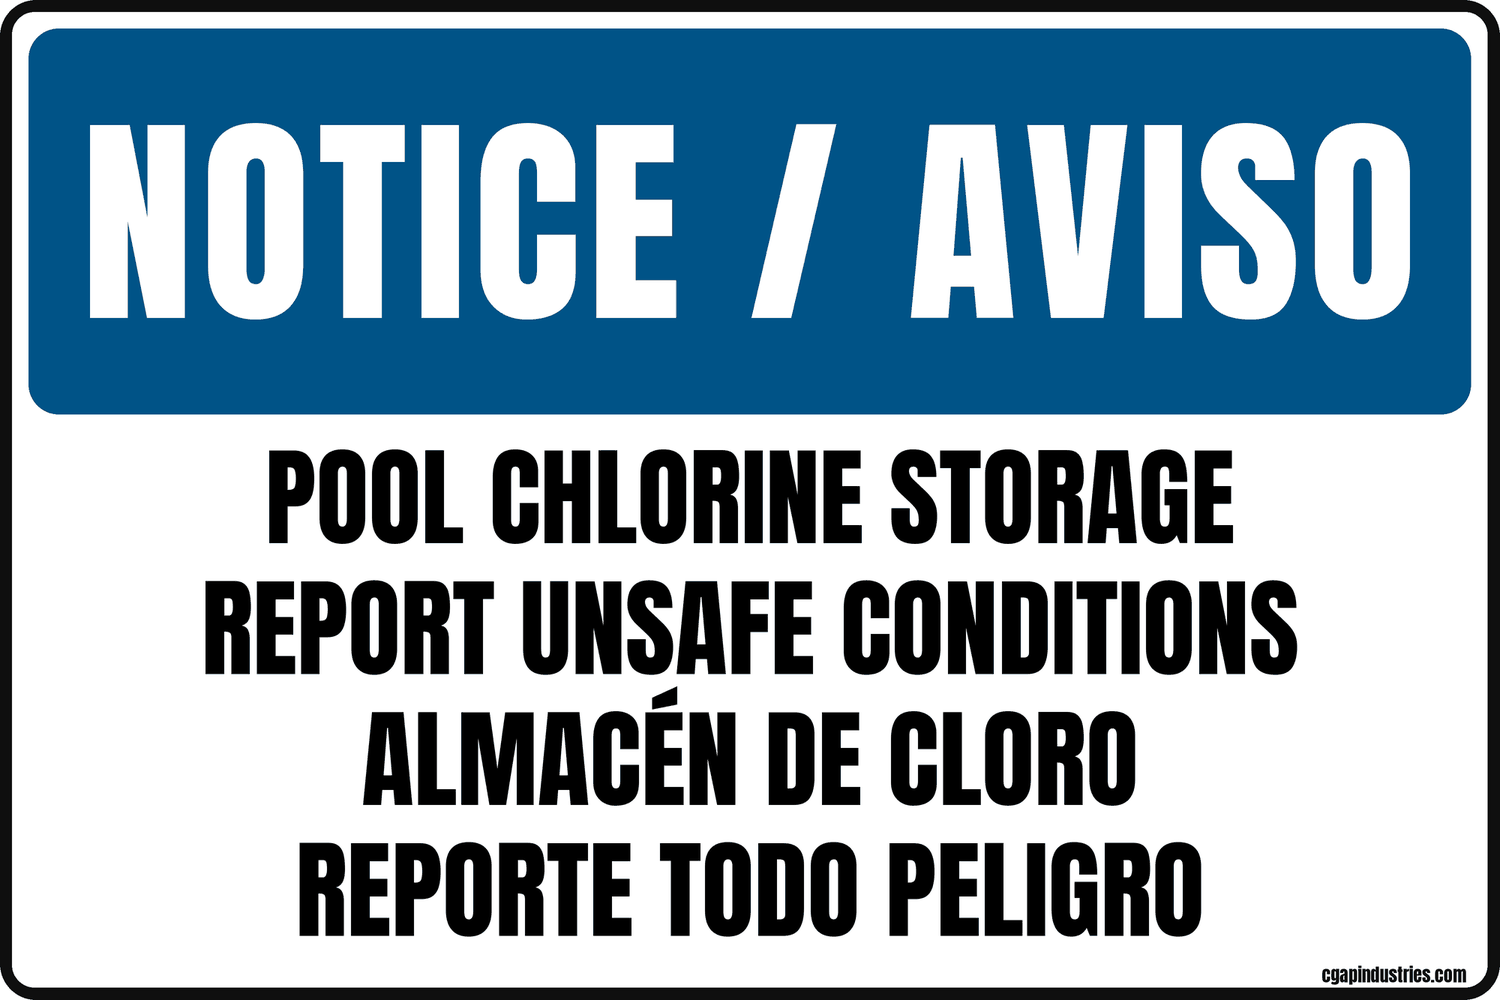 NOTICE / AVISO
POOL CHLORINE STORAGE
REPORT UNSAFE CONDITIONS
ALMACÉN DE CLORO
REPORTE TODO PELIGRO
cgapindustries.com